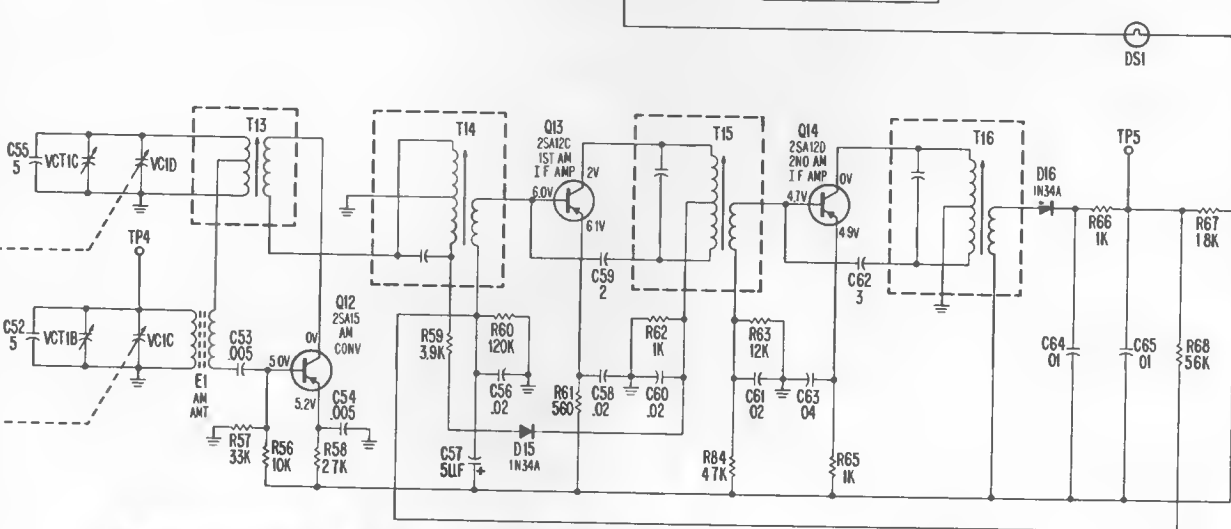 DS1
T13
C55
5
VCT1C
VC1D
TP4
T14
Q13
2SA12C
1ST AM
I F AMP
2V
6.0V
6.1V
T15
Q14
2SA12D
2NO AM
I F AMP
0V
4.7V
4.9V
T16
D16
1N34A
TP5
R66
1K
R67
1.8K
C59
2
C62
3
C52
5
VCT1B
VC1C
E1
AM
AMT
C53
.005
Q12
2SA15
AM
CONV
0V
5.0V
5.2V
C54
.005
R57
33K
R56
10K
R58
2.7K
R59
3.9K
R60
120K
C56
.02
C57
5UF
+
D15
1N34A
R61
560
C58
.02
R62
1K
C60
.02
R63
12K
C61
02
C63
04
R84
4.7K
R65
1K
C64
.01
C65
.01
R68
56K